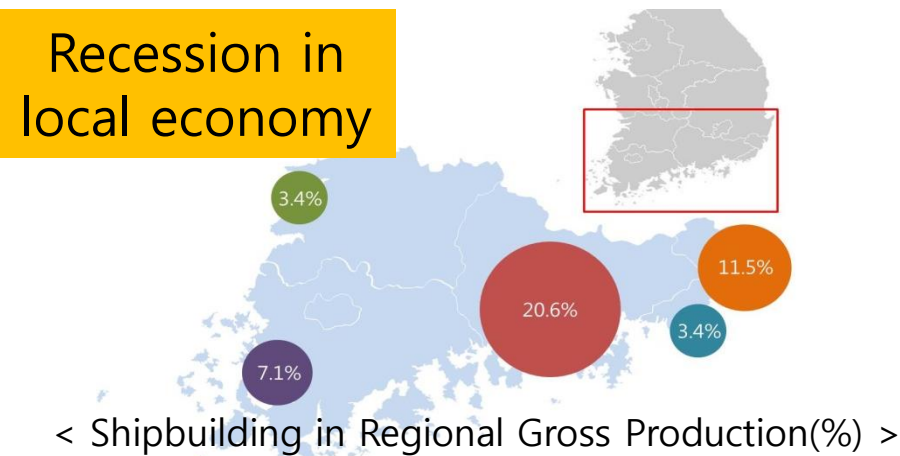 Recession in
local economy
3.4%
11.5%
20.6%
3.4%
7.1%
< Shipbuilding in Regional Gross Production(%) >